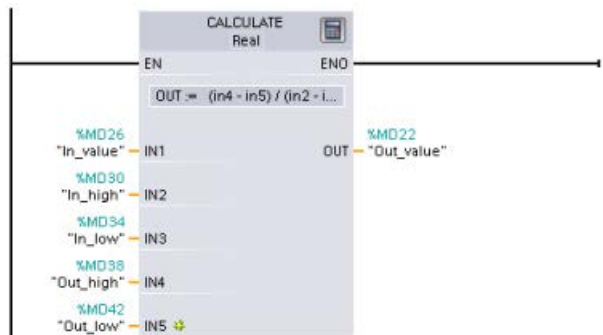 CALCULATE
Real
EN ENO
OUT := (in4 - in5) / (in2 - i...
%MD26 %MD22
"In_value" IN1 OUT "Out_value"
%MD30
"In_high" IN2
%MD34
"In_low" IN3
%MD38
"Out_high" IN4
%MD42
"Out_low" IN5